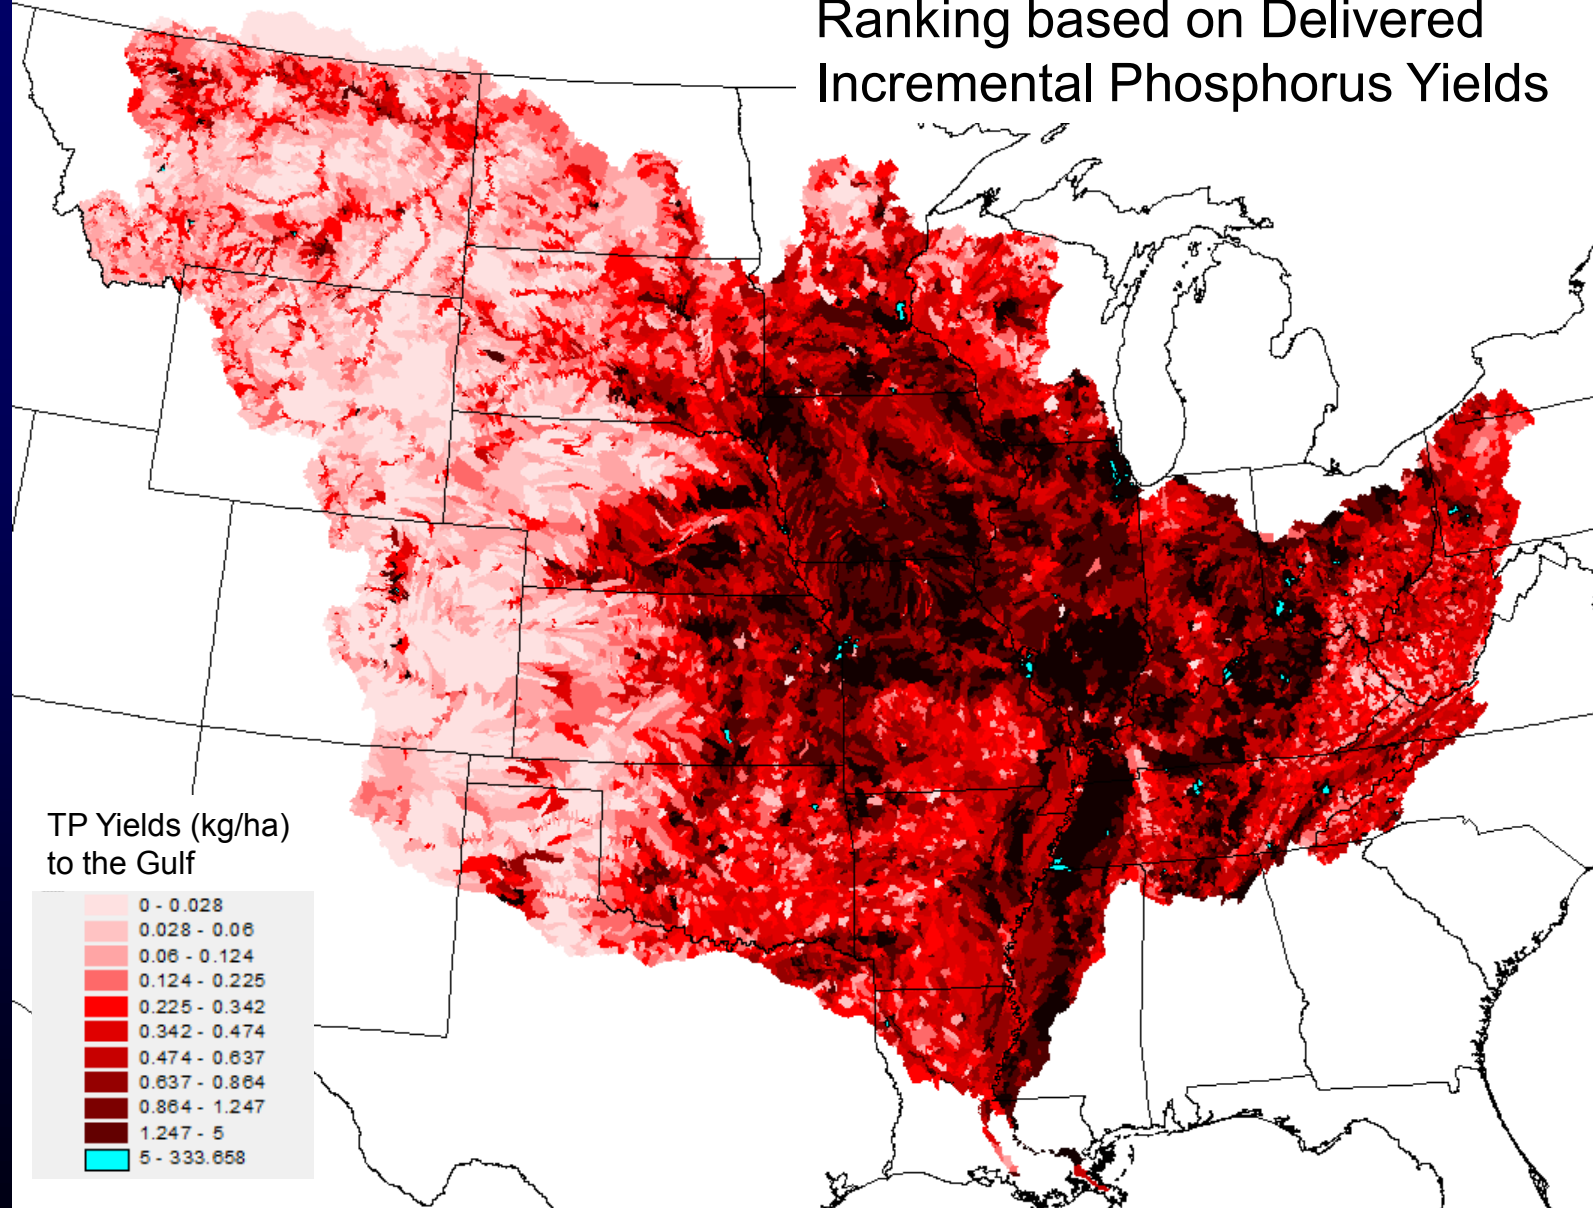 Ranking based on Delivered
Incremental Phosphorus Yields
TP Yields (kg/ha)
to the Gulf
0 - 0.028
0.028 - 0.06
0.06 - 0.124
0.124 - 0.225
0.225 - 0.342
0.342 - 0.474
0.474 - 0.637
0.637 - 0.864
0.864 - 1.247
1.247 - 5
5 - 333.658